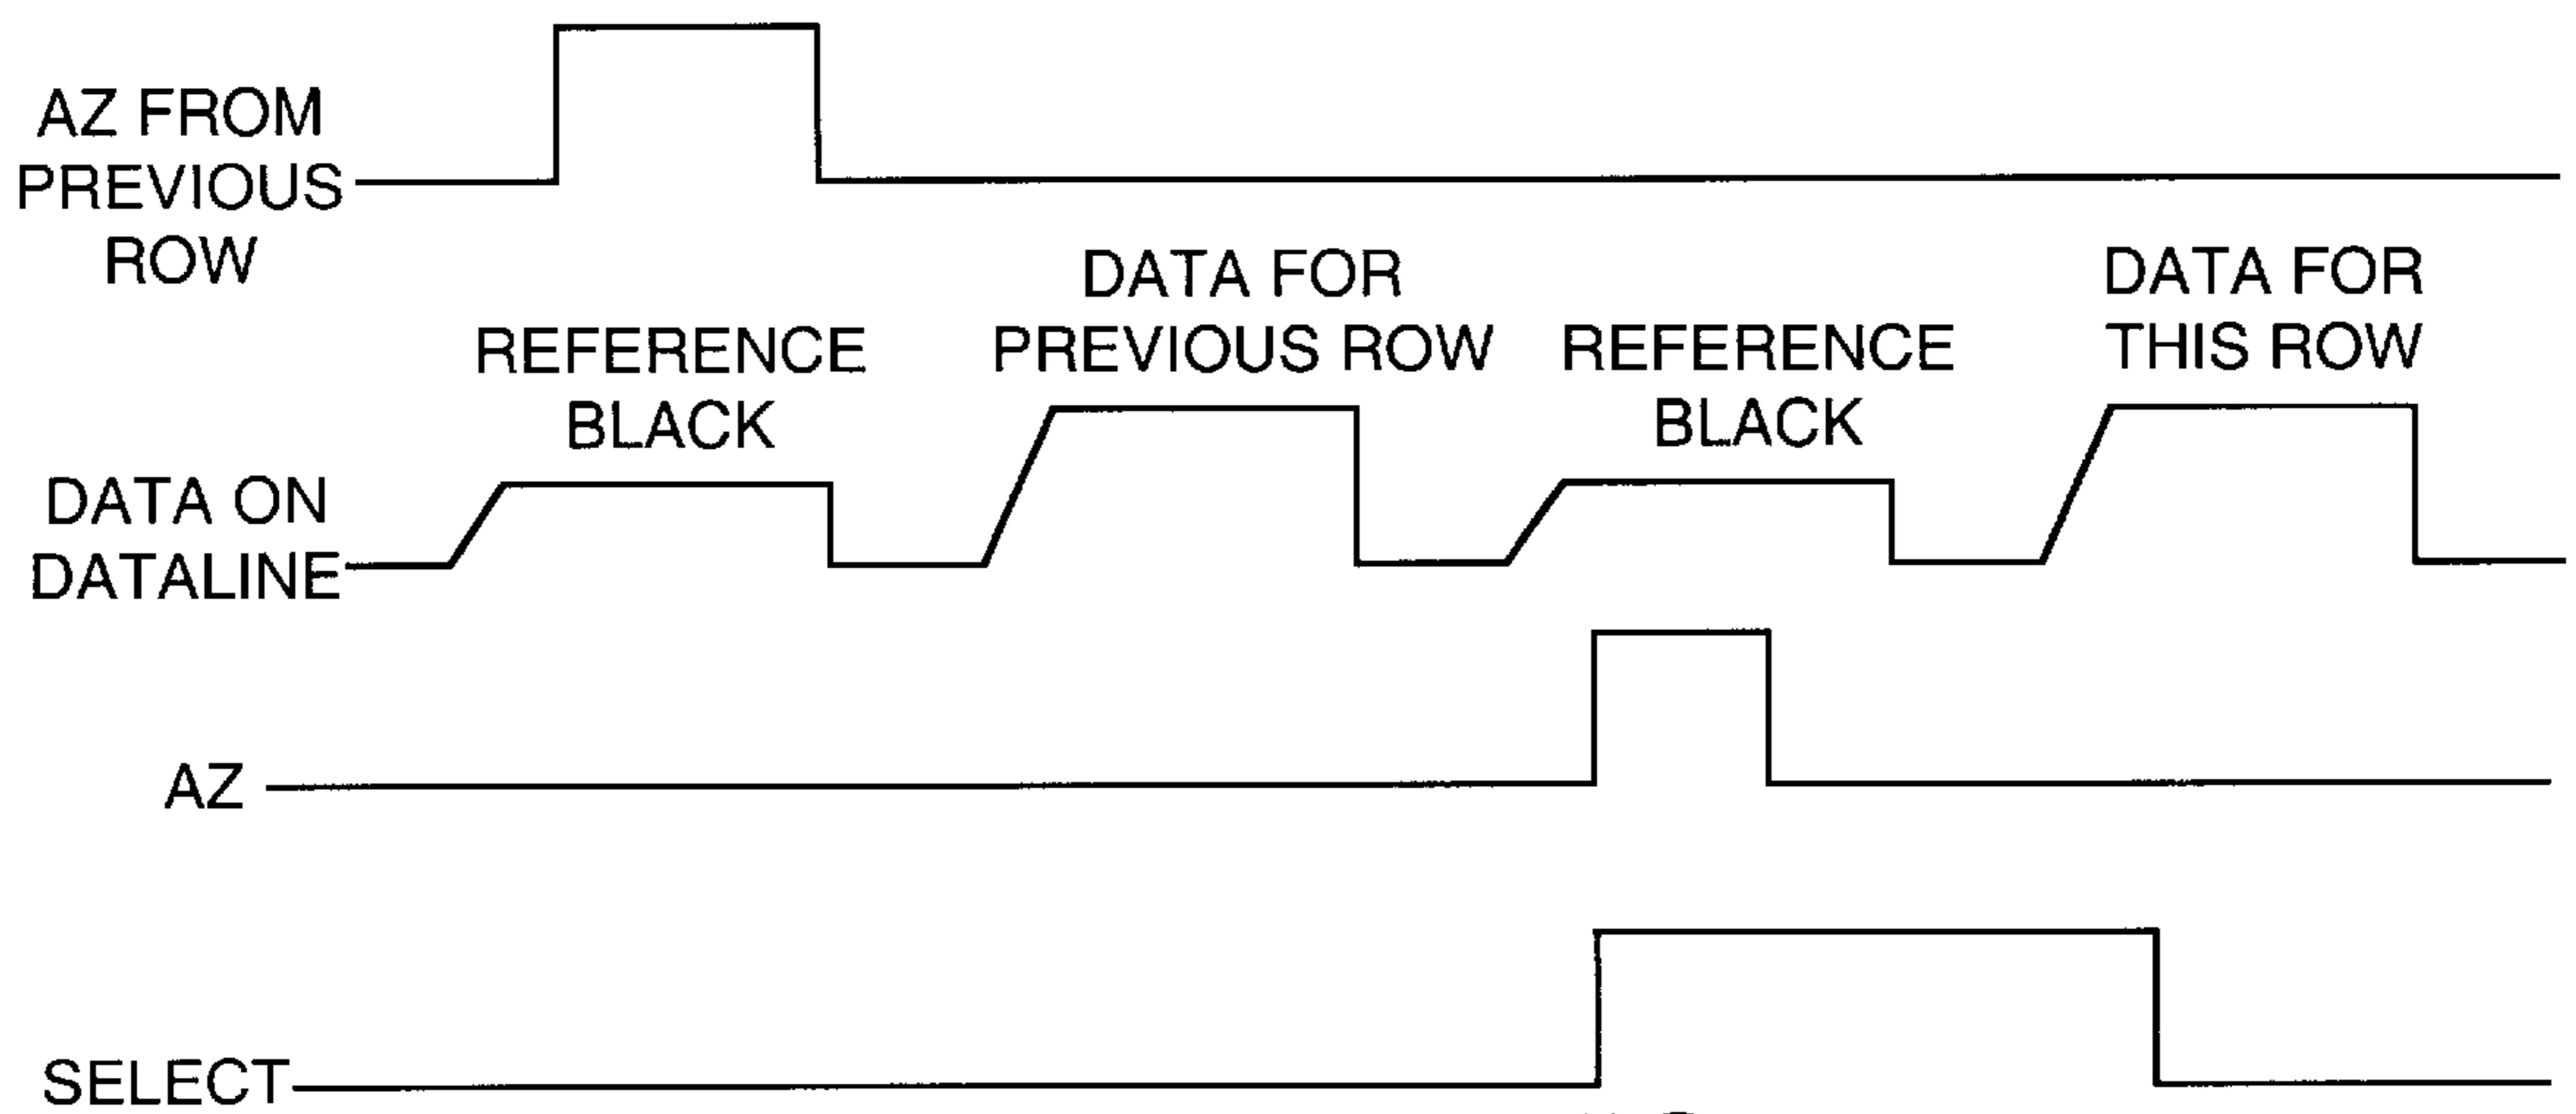 AZ FROM
PREVIOUS
ROW
DATA FOR
PREVIOUS ROW
DATA FOR
THIS ROW
REFERENCE
BLACK
REFERENCE
BLACK
DATA ON
DATALINE
AZ
SELECT